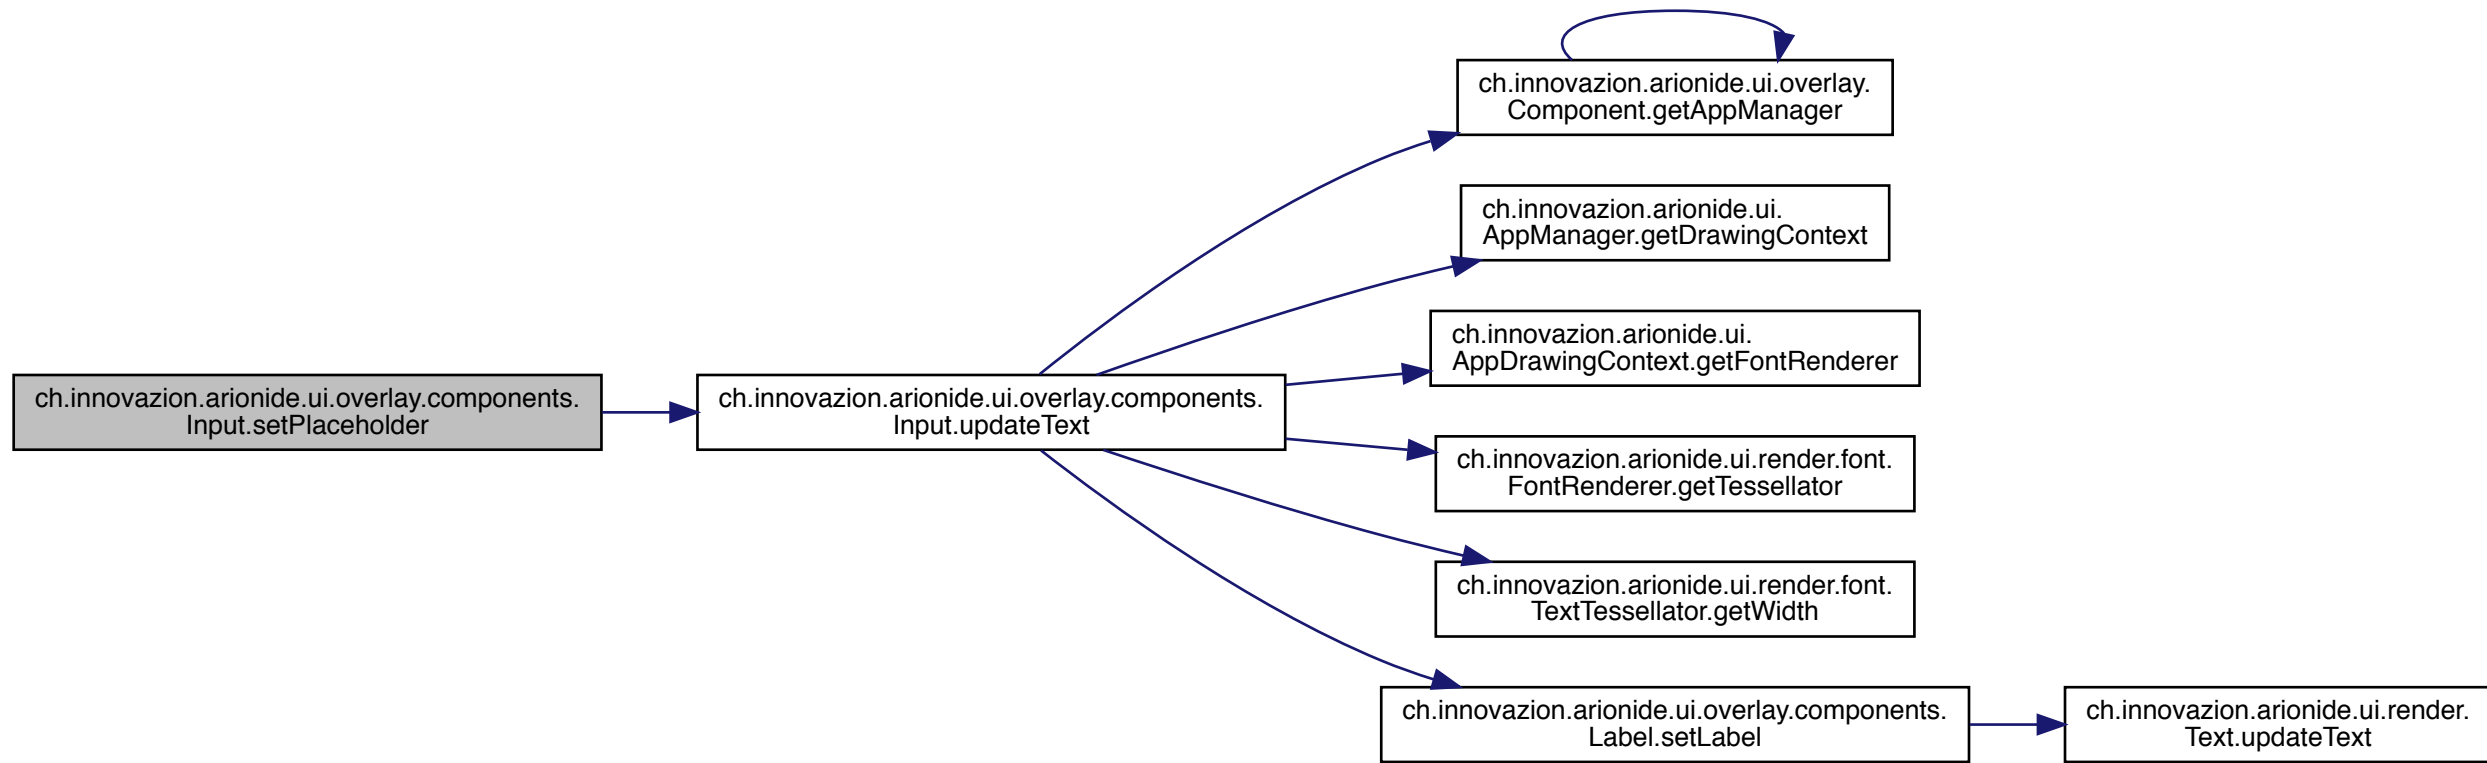 ch.innovazion.arionide.ui.overlay.
Component.getAppManager
ch.innovazion.arionide.ui.
AppManager.getDrawingContext
ch.innovazion.arionide.ui.
AppDrawingContext.getFontRenderer
ch.innovazion.arionide.ui.overlay.components.
Input.setPlaceholder
ch.innovazion.arionide.ui.overlay.components.
Input.updateText
ch.innovazion.arionide.ui.render.font.
FontRenderer.getTessellator
ch.innovazion.arionide.ui.render.font.
TextTessellator.getWidth
ch.innovazion.arionide.ui.overlay.components.
Label.setLabel
ch.innovazion.arionide.ui.render.
Text.updateText